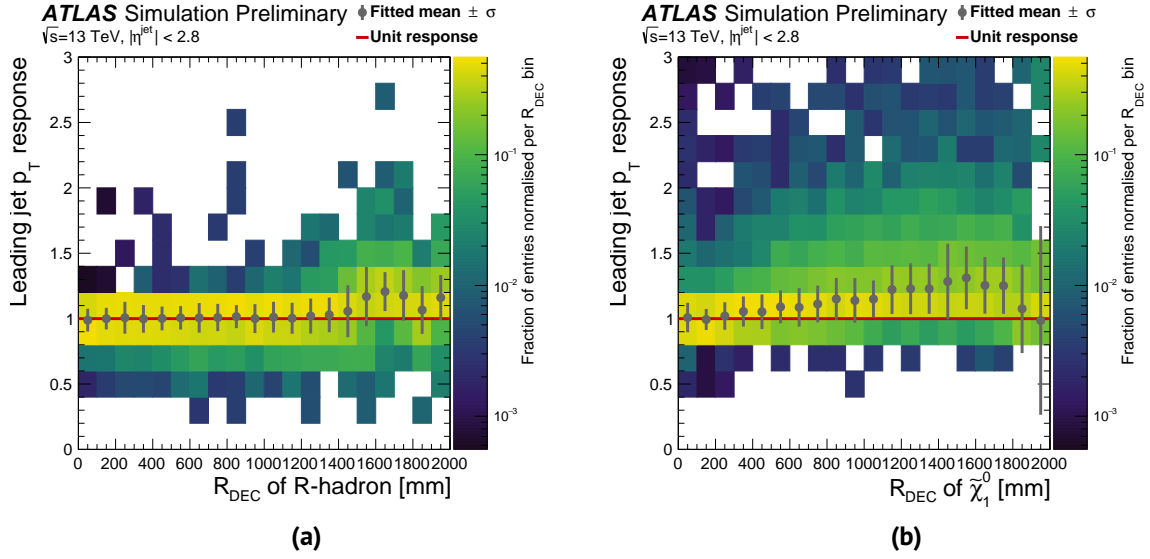 ATLAS Simulation Preliminary
√s=13 TeV, |η^jet| < 2.8
Fitted mean ± σ
Unit response
Leading jet p_T response
3
2.5
2
1.5
1
0.5
0
0 200 400 600 800 1000 1200 1400 1600 1800 2000
R_DEC of R-hadron [mm]
10⁻¹
10⁻²
10⁻³
Fraction of entries normalised per R_DEC bin
(a)
ATLAS Simulation Preliminary
√s=13 TeV, |η^jet| < 2.8
Fitted mean ± σ
Unit response
Leading jet p_T response
3
2.5
2
1.5
1
0.5
0
0 200 400 600 800 1000 1200 1400 1600 1800 2000
R_DEC of χ̃₁⁰ [mm]
10⁻¹
10⁻²
10⁻³
Fraction of entries normalised per R_DEC bin
(b)